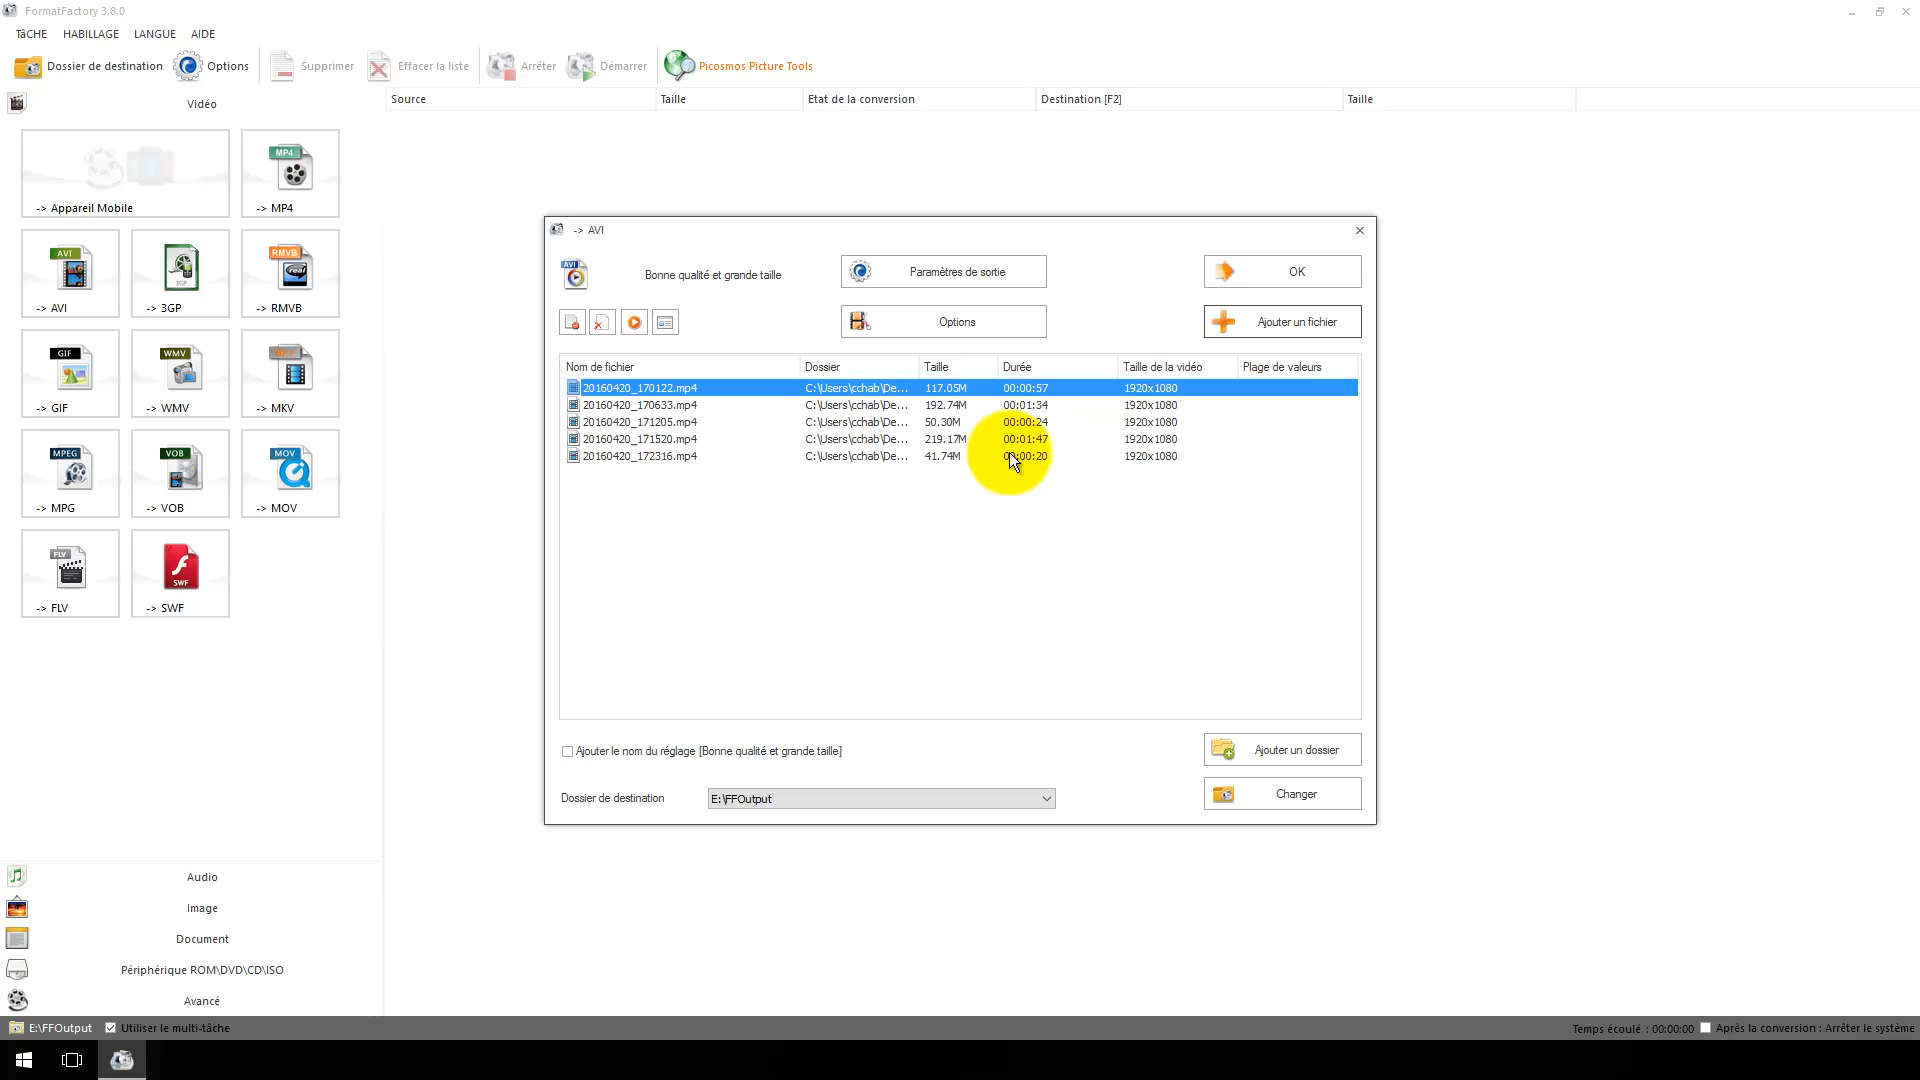 FormatFactory 3.8.0
TâCHE HABILLAGE LANGUE AIDE
Dossier de destination Options Supprimer Effacer la liste Arrêter Démarrer Picosmos Picture Tools
Vidéo
Source Taille Etat de la conversion Destination [F2] Taille
-> Appareil Mobile
MP4
-> MP4
AVI
-> AVI
3GP
-> 3GP
RMVB
real
-> RMVB
GIF
-> GIF
WMV
-> WMV
MKV
-> MKV
MPEG
-> MPG
VOB
-> VOB
MOV
-> MOV
FLV
-> FLV
SWF
-> SWF
Audio
Image
Document
Périphérique ROM\DVD\CD\ISO
Avancé
-> AVI
AVI
Bonne qualité et grande taille
Paramètres de sortie
OK
Options
Ajouter un fichier
Nom de fichier Dossier Taille Durée Taille de la vidéo Plage de valeurs
20160420_170122.mp4 C:\Users\cchab\De... 117.05M 00:00:57 1920x1080
20160420_170633.mp4 C:\Users\cchab\De... 192.74M 00:01:34 1920x1080
20160420_171205.mp4 C:\Users\cchab\De... 50.30M 00:00:24 1920x1080
20160420_171520.mp4 C:\Users\cchab\De... 219.17M 00:01:47 1920x1080
20160420_172316.mp4 C:\Users\cchab\De... 41.74M 00:00:20 1920x1080
Ajouter le nom du réglage [Bonne qualité et grande taille]
Ajouter un dossier
Dossier de destination E:\FFOutput
Changer
E:\FFOutput Utiliser le multi-tâche
Temps écoulé : 00:00:00 Après la conversion : Arrêter le système